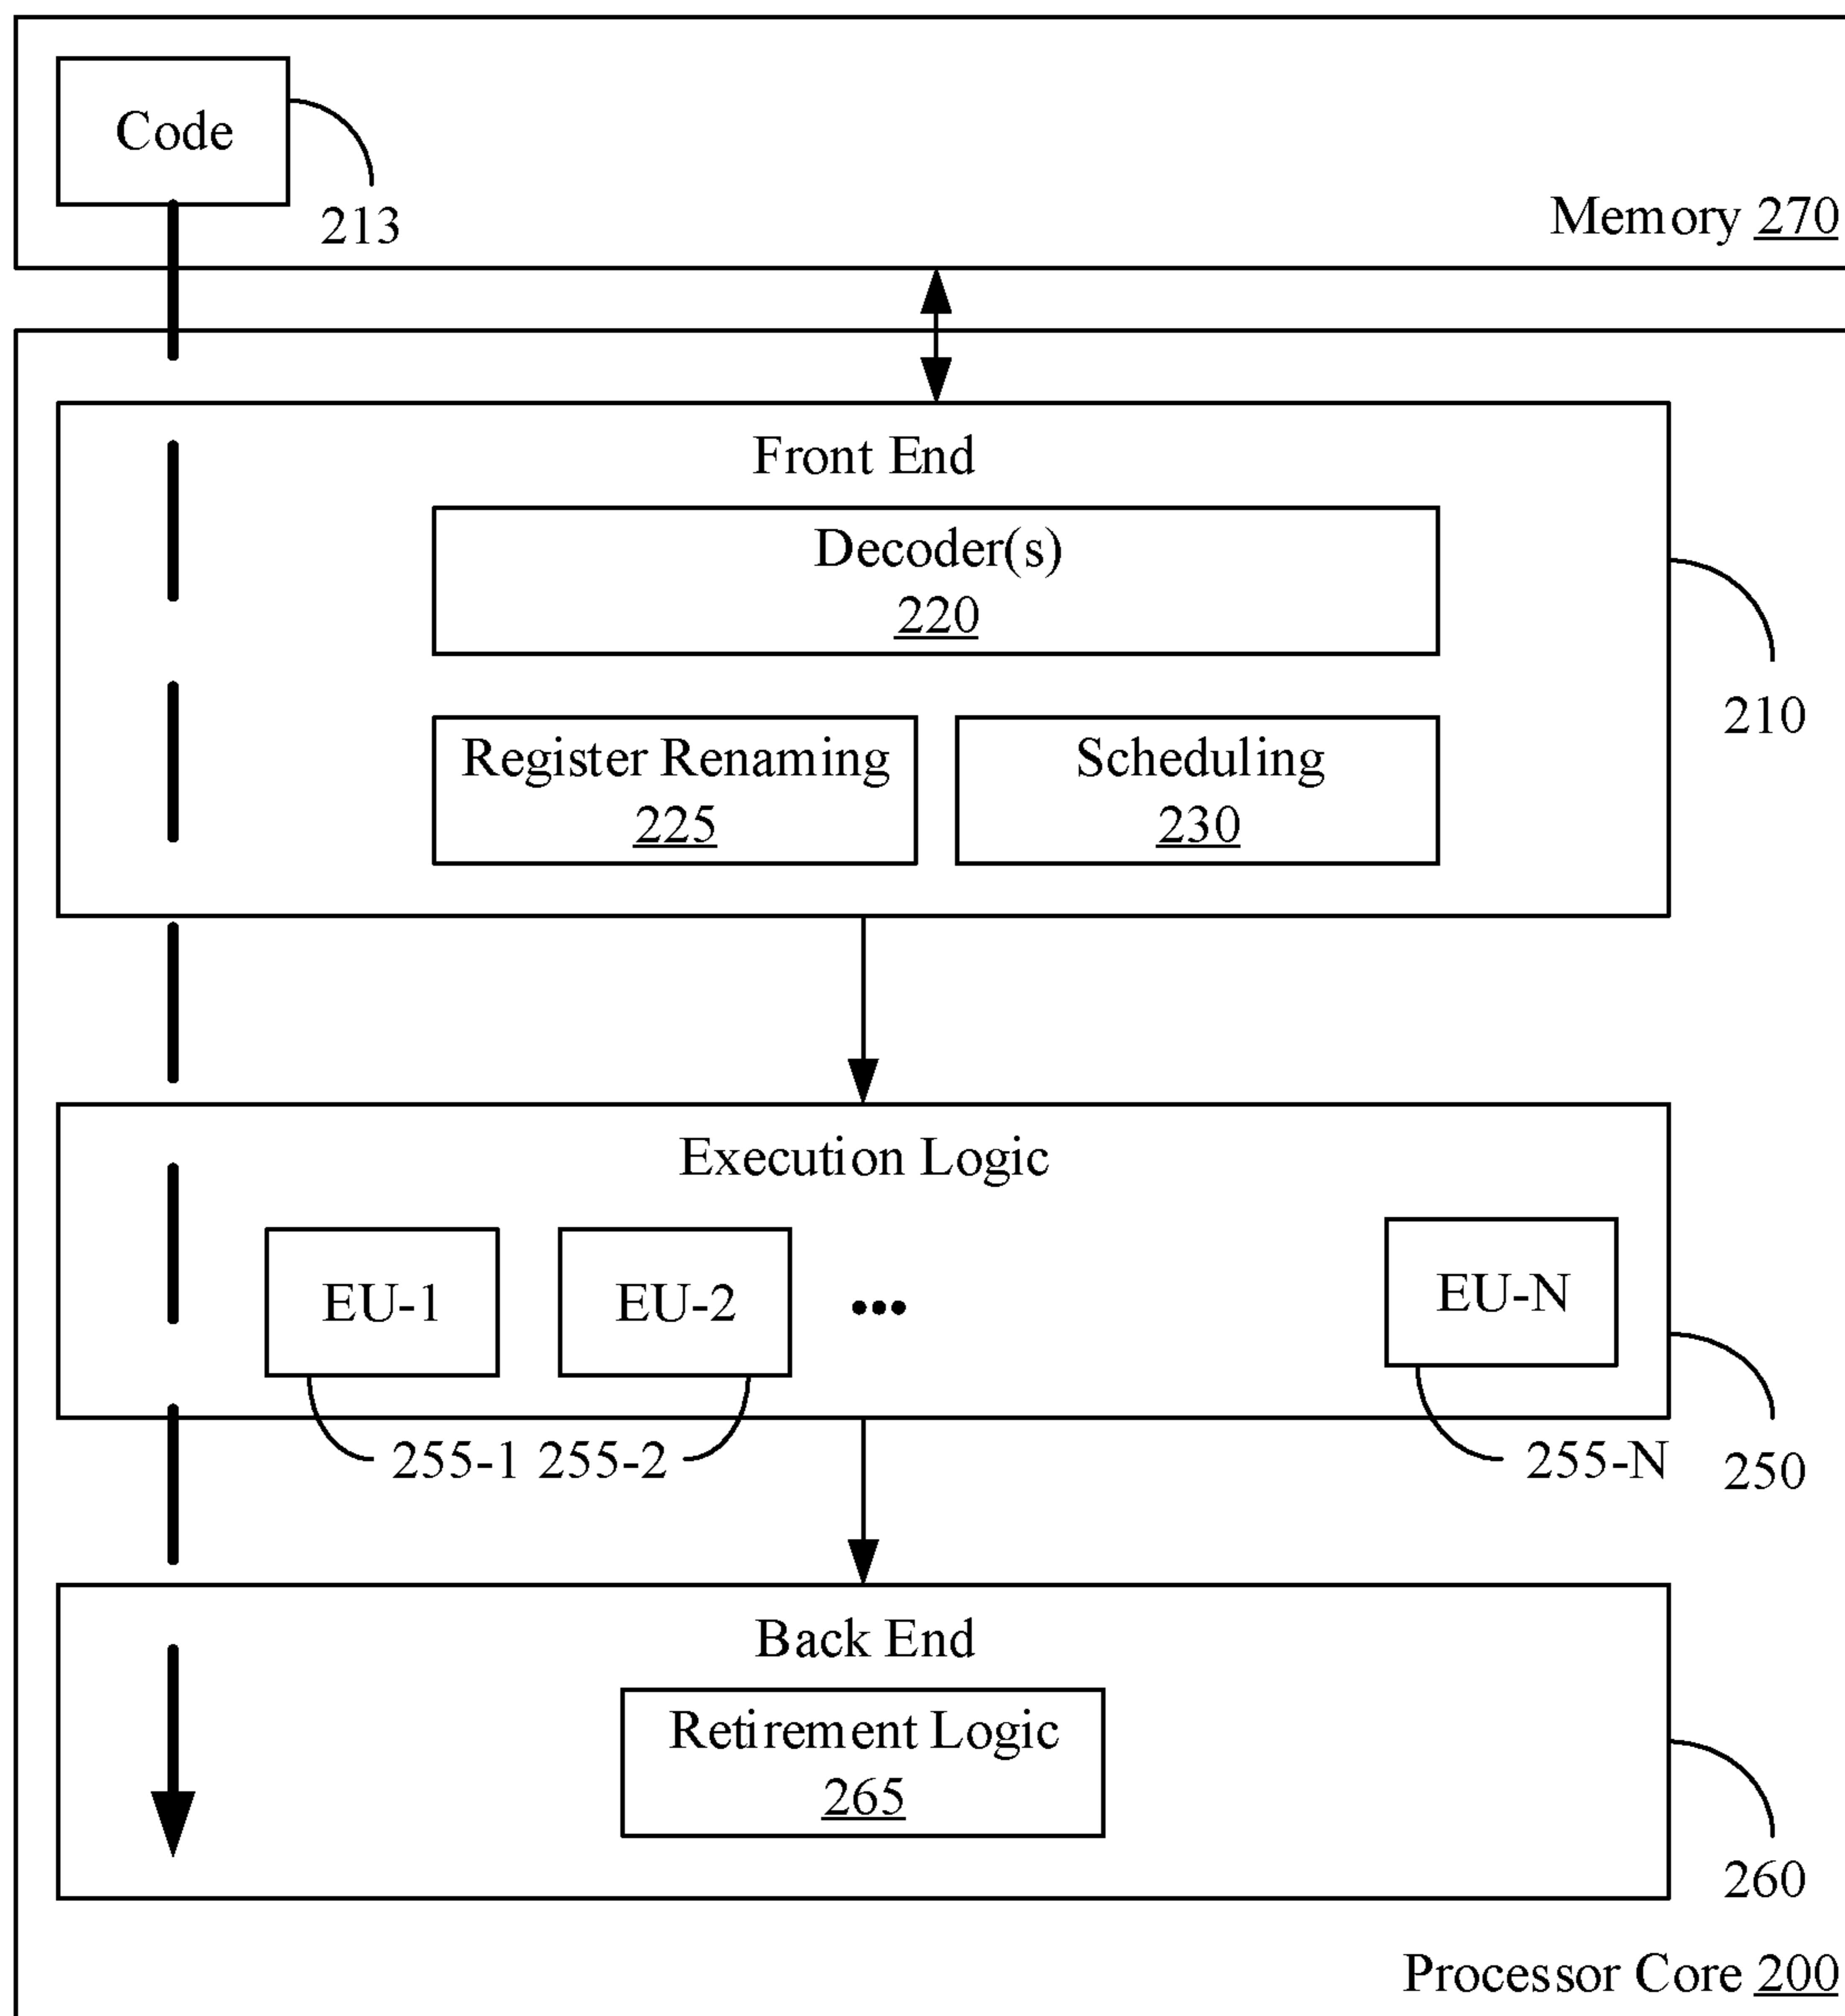 Code
213
Memory 270
Front End
Decoder(s)
220
210
Register Renaming
225
Scheduling
230
Execution Logic
EU-1
EU-2
•••
EU-N
255-1
255-2
255-N
250
Back End
Retirement Logic
265
260
Processor Core 200